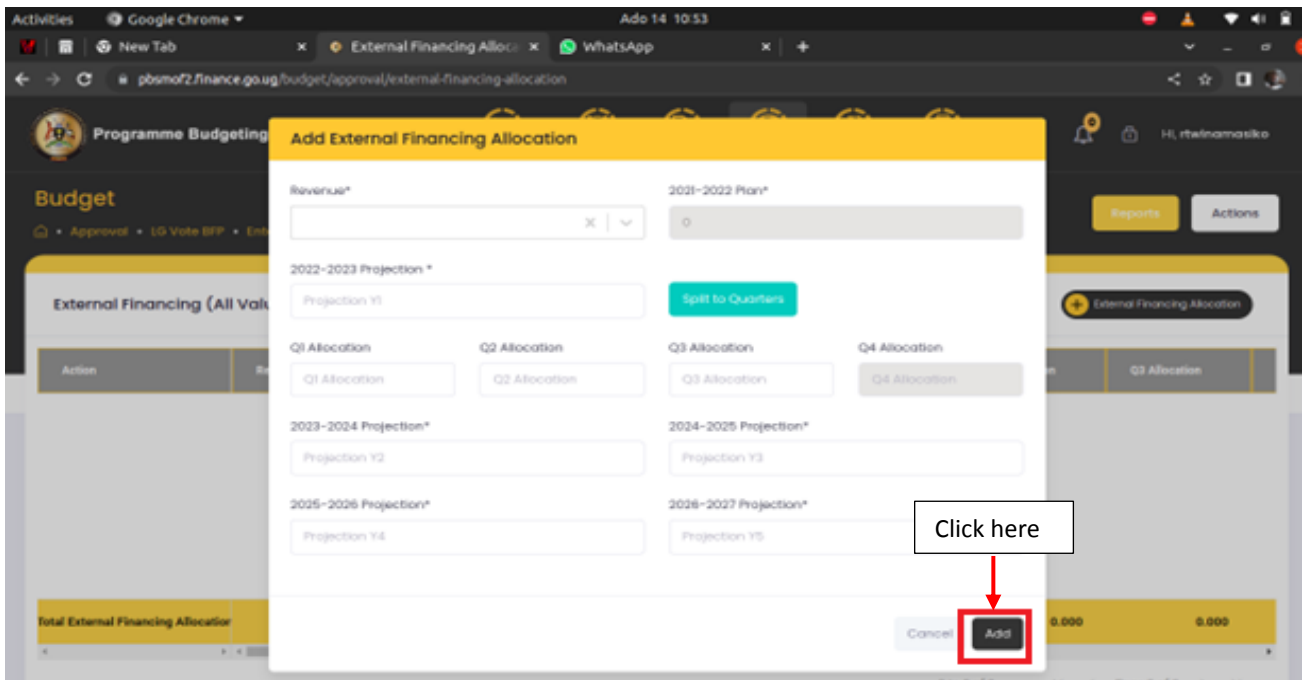 Activities Google Chrome Ado 14 10:53
New Tab × External Financing Alloca × WhatsApp × +
pbsmof2.finance.go.ug/budget/approval/external-financing-allocation
Programme Budgeting Add External Financing Allocation Hi, rtwinamasiko
Budget Revenue* 2021-2022 Plan* Reports Actions
0
Approval • LG Vote BFP •
2022-2023 Projection *
External Financing (All Projection Y1 Split to Quarters External Financing Allocation
Q1 Allocation Q2 Allocation Q3 Allocation Q4 Allocation
Action Q1 Allocation Q2 Allocation Q3 Allocation Q4 Allocation Q3 Allocation
2023-2024 Projection* 2024-2025 Projection*
Projection Y2 Projection Y3
2025-2026 Projection* 2026-2027 Projection*
Projection Y4 Projection Y5 Click here
Total External Financing Allocation 0.000 0.000
Cancel Add